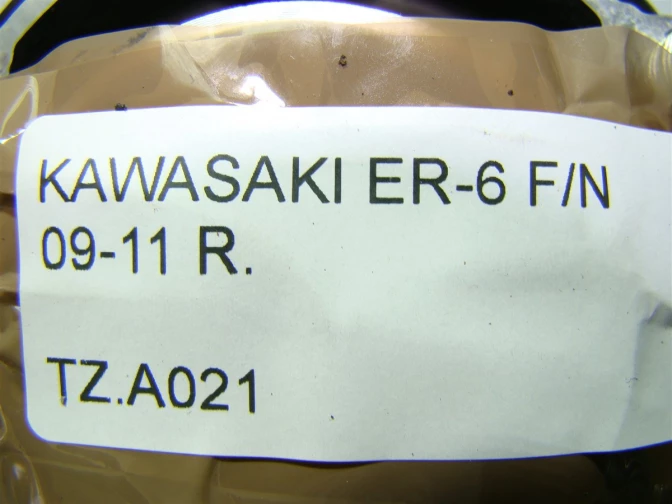 KAWASAKI ER-6 F/N
09-11 R.
TZ.A021